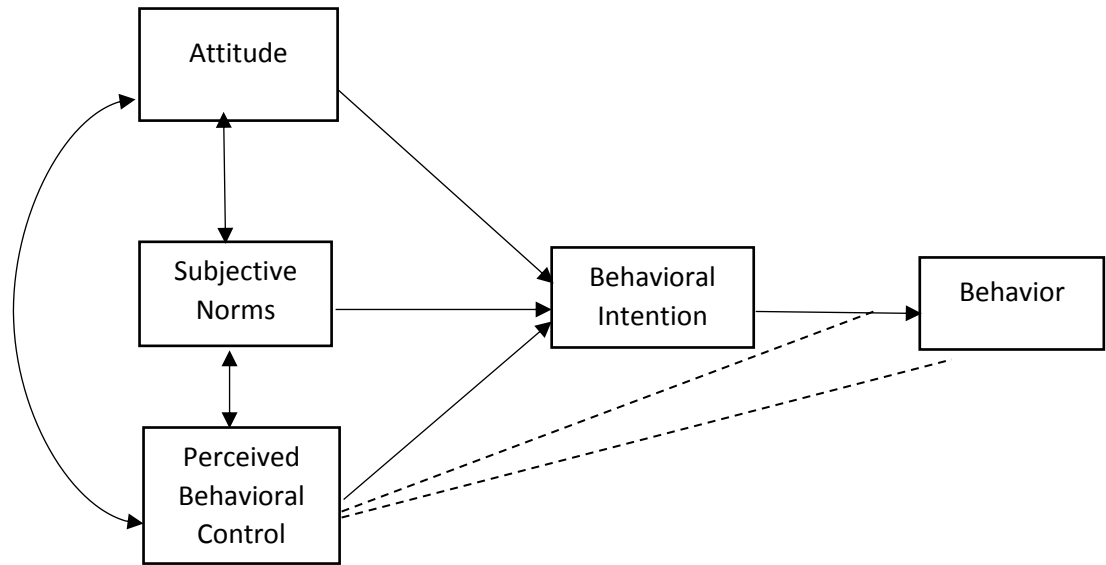 Attitude
Subjective
Norms
Behavioral
Intention
Behavior
Perceived
Behavioral
Control